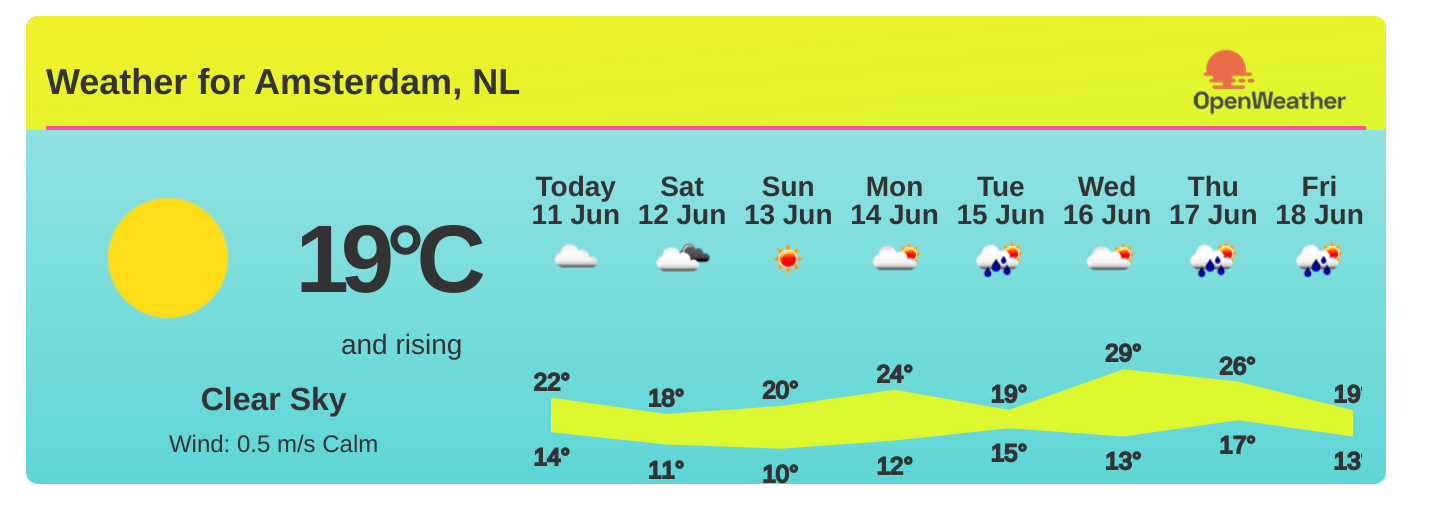 Weather for Amsterdam, NL
OpenWeather
Today Sat Sun Mon Tue Wed Thu Fri
11 Jun 12 Jun 13 Jun 14 Jun 15 Jun 16 Jun 17 Jun 18 Jun
19°C
and rising
Clear Sky
Wind: 0.5 m/s Calm
22° 18° 20° 24° 19° 29° 26° 19°
14° 11° 10° 12° 15° 13° 17° 13°